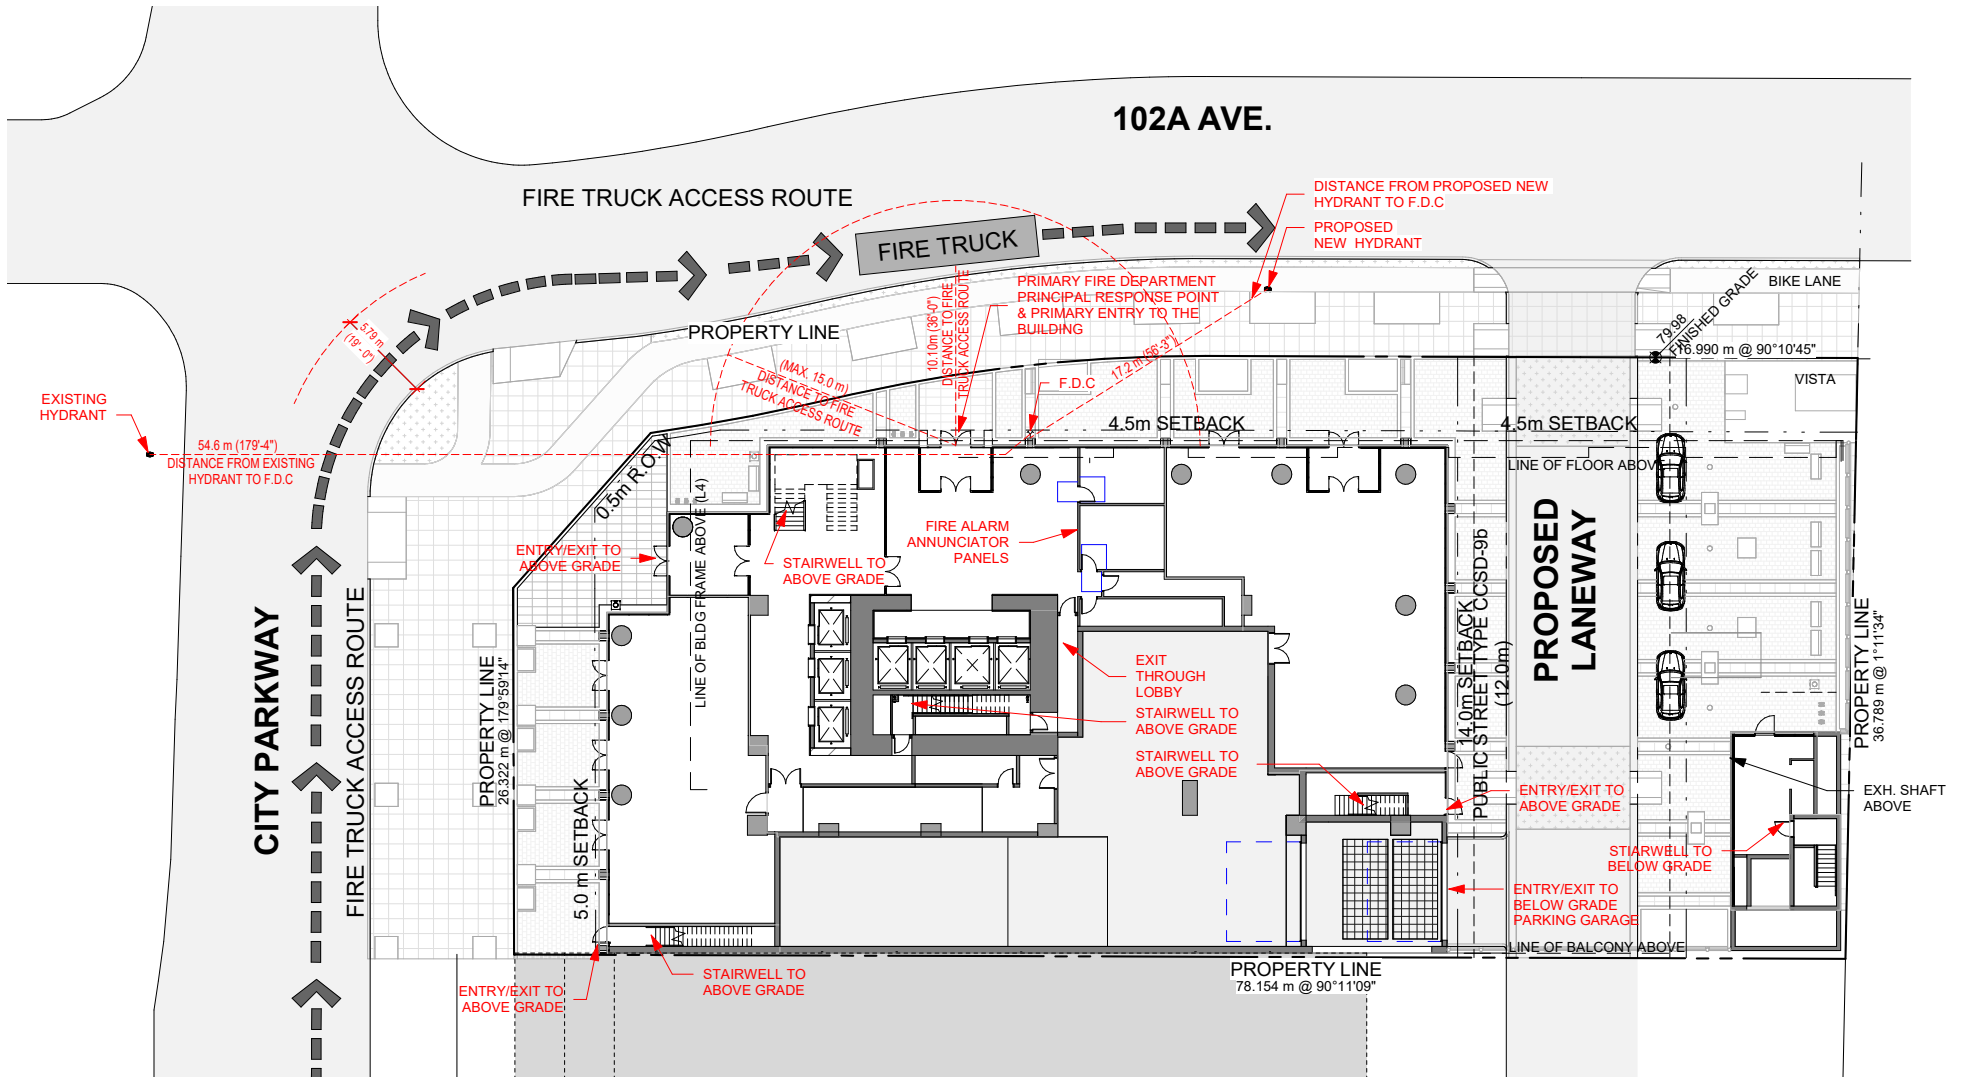 102A AVE.
FIRE TRUCK ACCESS ROUTE
FIRE TRUCK
DISTANCE FROM PROPOSED NEW
HYDRANT TO F.D.C
PROPOSED
NEW HYDRANT
PRIMARY FIRE DEPARTMENT
PRINCIPAL RESPONSE POINT
& PRIMARY ENTRY TO THE
BUILDING
BIKE LANE
79.98
FINISHED GRADE
16.990 m @ 90°10'45"
VISTA
PROPERTY LINE
5.79 m
(19'- 0")
10.10m (36'-0")
DISTANCE TO FIRE
TRUCK ACCESS ROUTE
(MAX. 15.0 m)
DISTANCE TO FIRE
TRUCK ACCESS ROUTE
17.2 m (56'-3")
F.D.C
EXISTING
HYDRANT
54.6 m (179'-4")
DISTANCE FROM EXISTING
HYDRANT TO F.D.C
4.5m SETBACK
4.5m SETBACK
0.5m R.O.W
LINE OF FLOOR ABOVE
LINE OF BLDG FRAME ABOVE (L4)
ENTRY/EXIT TO
ABOVE GRADE
STAIRWELL TO
ABOVE GRADE
FIRE ALARM
ANNUNCIATOR
PANELS
PROPOSED
LANEWAY
14.0m SETBACK
PUBLIC STREET TYPE CCSD-9b
(12.0m)
CITY PARKWAY
FIRE TRUCK ACCESS ROUTE
PROPERTY LINE
26.322 m @ 179°59'14"
5.0 m SETBACK
EXIT
THROUGH
LOBBY
STAIRWELL TO
ABOVE GRADE
STAIRWELL TO
ABOVE GRADE
ENTRY/EXIT TO
ABOVE GRADE
PROPERTY LINE
36.789 m @ 1°11'34"
EXH. SHAFT
ABOVE
STIARWELL TO
BELOW GRADE
ENTRY/EXIT TO
BELOW GRADE
PARKING GARAGE
LINE OF BALCONY ABOVE
PROPERTY LINE
78.154 m @ 90°11'09"
STAIRWELL TO
ABOVE GRADE
ENTRY/EXIT TO
ABOVE GRADE